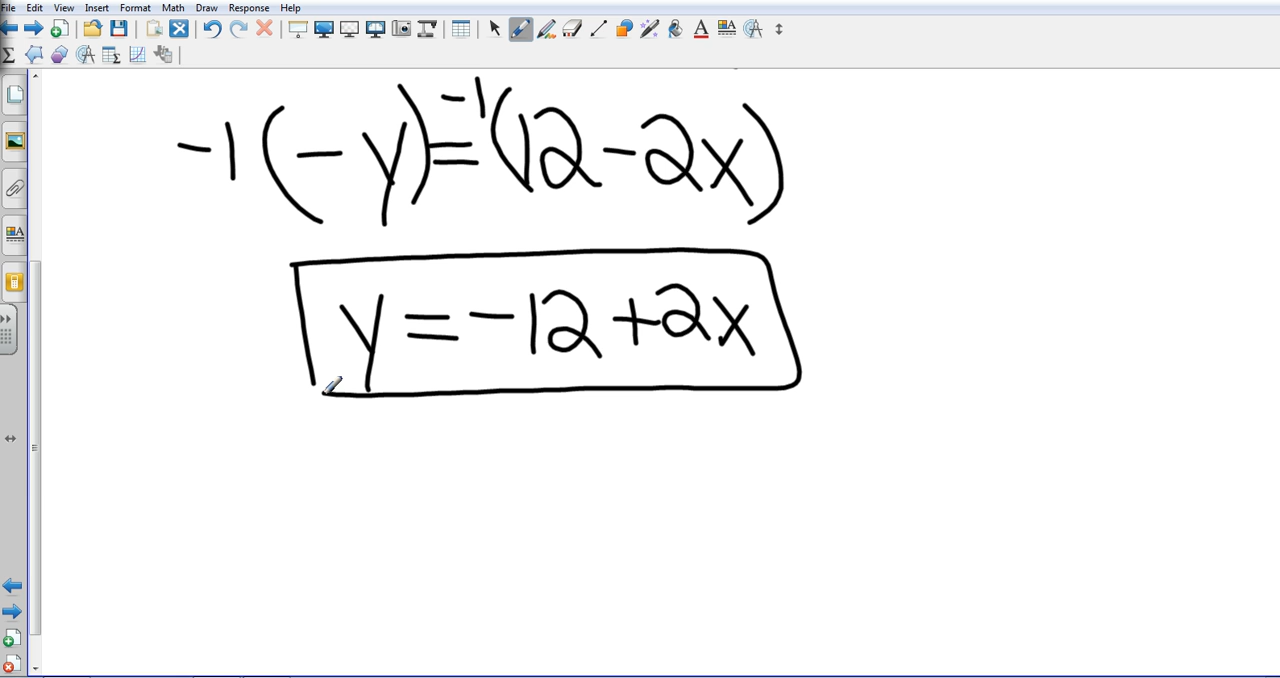 File Edit View Insert Format Math Draw Response Help
-1(-y)=-1(12-2x)
y=-12+2x